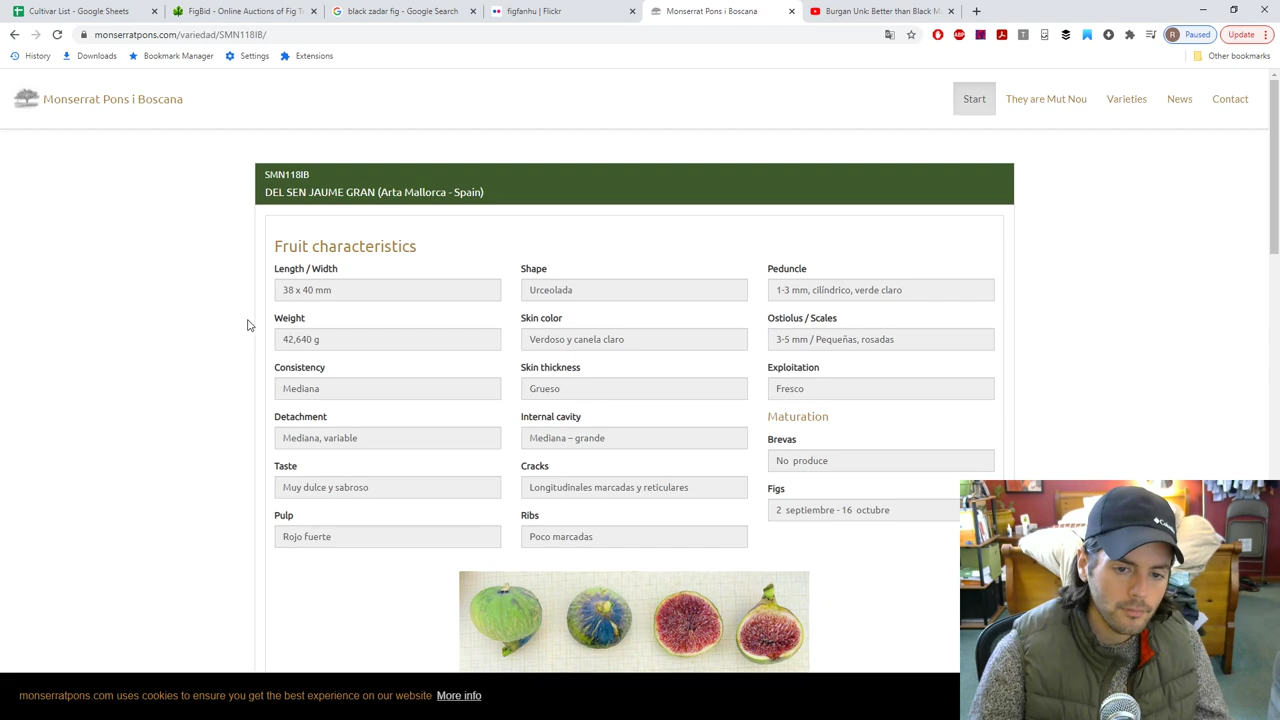 Cultivar List - Google Sheets
FigBid - Online Auctions of Fig T
black zadar fig - Google Search
figfanhu | Flickr
Monserrat Pons i Boscana
Burgan Unk: Better than Black M
monserratpons.com/variedad/SMN118IB/
ABP
T
R Paused
Update
History
Downloads
Bookmark Manager
Settings
Extensions
Other bookmarks
Monserrat Pons i Boscana
Start
They are Mut Nou
Varieties
News
Contact
SMN118IB
DEL SEN JAUME GRAN (Arta Mallorca - Spain)
Fruit characteristics
Length / Width
38 x 40 mm
Weight
42,640 g
Consistency
Mediana
Detachment
Mediana, variable
Taste
Muy dulce y sabroso
Pulp
Rojo fuerte
Shape
Urceolada
Skin color
Verdoso y canela claro
Skin thickness
Grueso
Internal cavity
Mediana – grande
Cracks
Longitudinales marcadas y reticulares
Ribs
Poco marcadas
Peduncle
1-3 mm, cilíndrico, verde claro
Ostiolus / Scales
3-5 mm / Pequeñas, rosadas
Exploitation
Fresco
Maturation
Brevas
No produce
Figs
2 septiembre - 16 octubre
monserratpons.com uses cookies to ensure you get the best experience on our website More info
Columbia